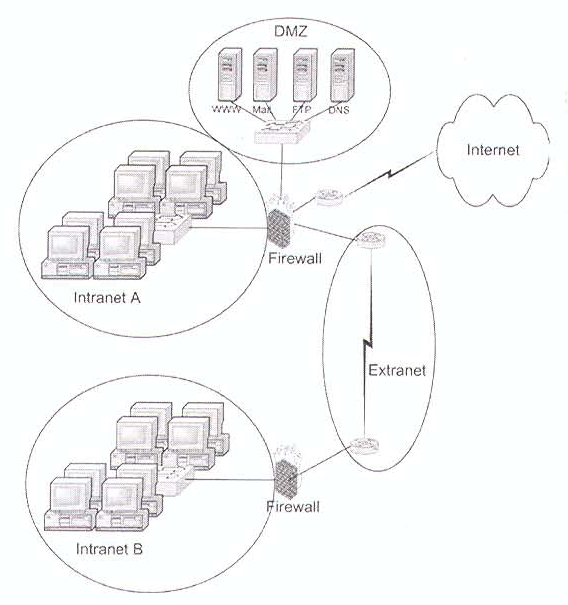 DMZ
WWW Mail FTP DNS
Internet
Firewall
Intranet A
Extranet
Firewall
Intranet B